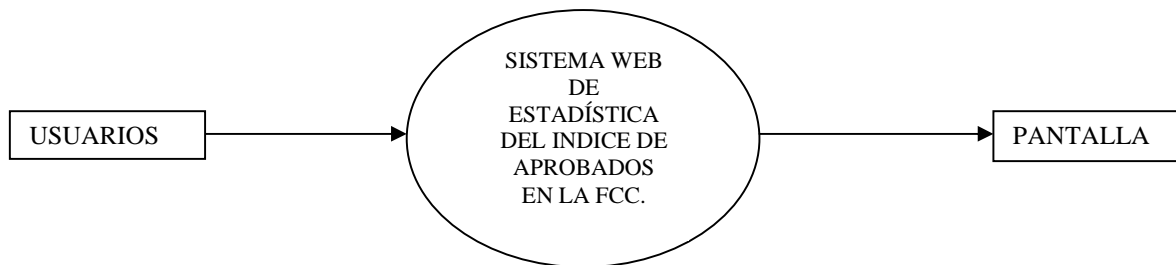 USUARIOS
SISTEMA WEB
DE
ESTADÍSTICA
DEL INDICE DE
APROBADOS
EN LA FCC.
PANTALLA